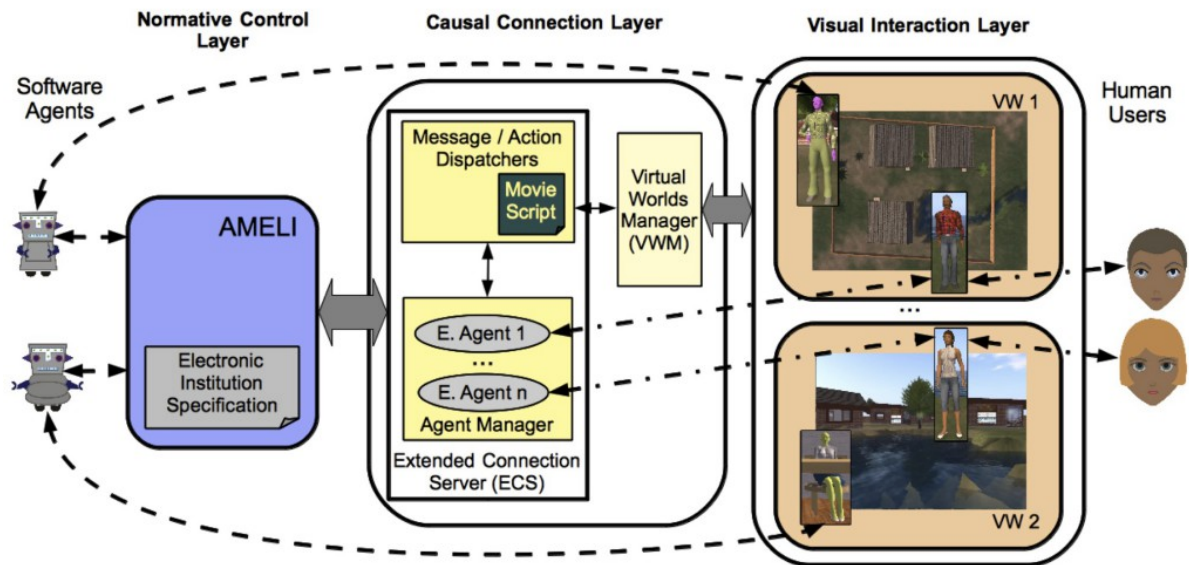 Normative Control
Layer
Causal Connection Layer
Visual Interaction Layer
Software
Agents
AMELI
Electronic
Institution
Specification
Message / Action
Dispatchers
Movie
Script
Virtual
Worlds
Manager
(VWM)
E. Agent 1
...
E. Agent n
Agent Manager
Extended Connection
Server (ECS)
VW 1
...
VW 2
Human
Users